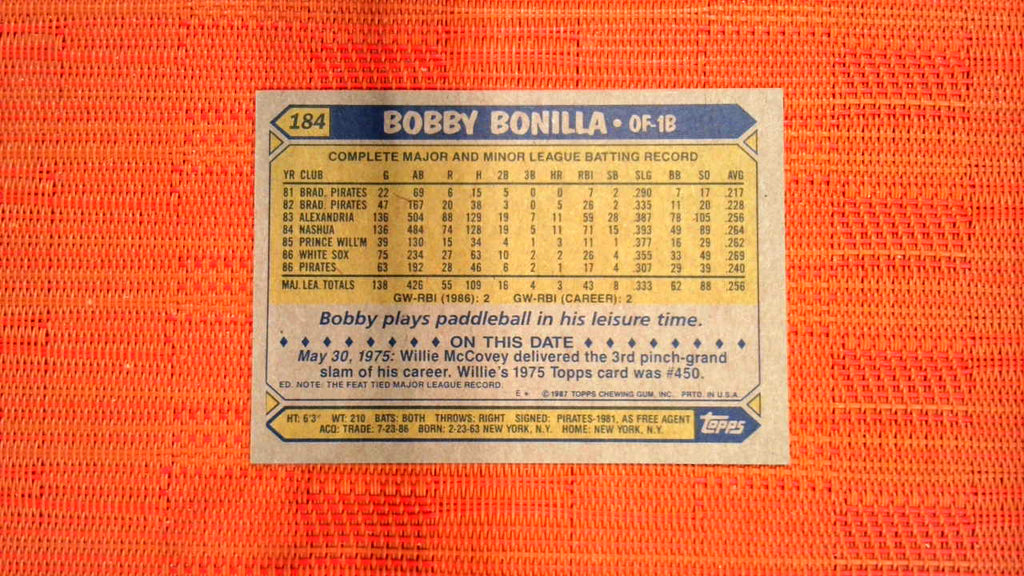 184 BOBBY BONILLA • OF-1B
COMPLETE MAJOR AND MINOR LEAGUE BATTING RECORD
YR CLUB G AB R H 2B 3B HR RBI SB SLG BB SO AVG
81 BRAD. PIRATES 22 69 6 15 5 0 0 7 2 .290 7 17 .217
82 BRAD. PIRATES 47 167 20 38 3 0 5 26 2 .335 11 20 .228
83 ALEXANDRIA 136 504 88 129 19 7 11 59 28 .387 78 105 .256
84 NASHUA 136 484 74 128 19 5 11 71 15 .393 49 89 .264
85 PRINCE WILL'M 39 130 15 34 4 1 3 11 1 .377 16 29 .262
86 WHITE SOX 75 234 27 63 10 2 2 26 4 .355 33 49 .269
86 PIRATES 63 192 28 46 6 2 1 17 4 .307 29 39 .240
MAJ. LEA. TOTALS 138 426 55 109 16 4 3 43 8 .333 62 88 .256
GW-RBI (1986): 2 GW-RBI (CAREER): 2
Bobby plays paddleball in his leisure time.
ON THIS DATE
May 30, 1975: Willie McCovey delivered the 3rd pinch-grand
slam of his career. Willie's 1975 Topps card was #450.
ED. NOTE: THE FEAT TIED MAJOR LEAGUE RECORD.
E* © 1987 TOPPS CHEWING GUM, INC. PRTD. IN U.S.A.
HT: 6'3" WT: 210 BATS: BOTH THROWS: RIGHT SIGNED: PIRATES-1981, AS FREE AGENT
ACQ: TRADE: 7-23-86 BORN: 2-23-63 NEW YORK, N.Y. HOME: NEW YORK, N.Y.
Topps